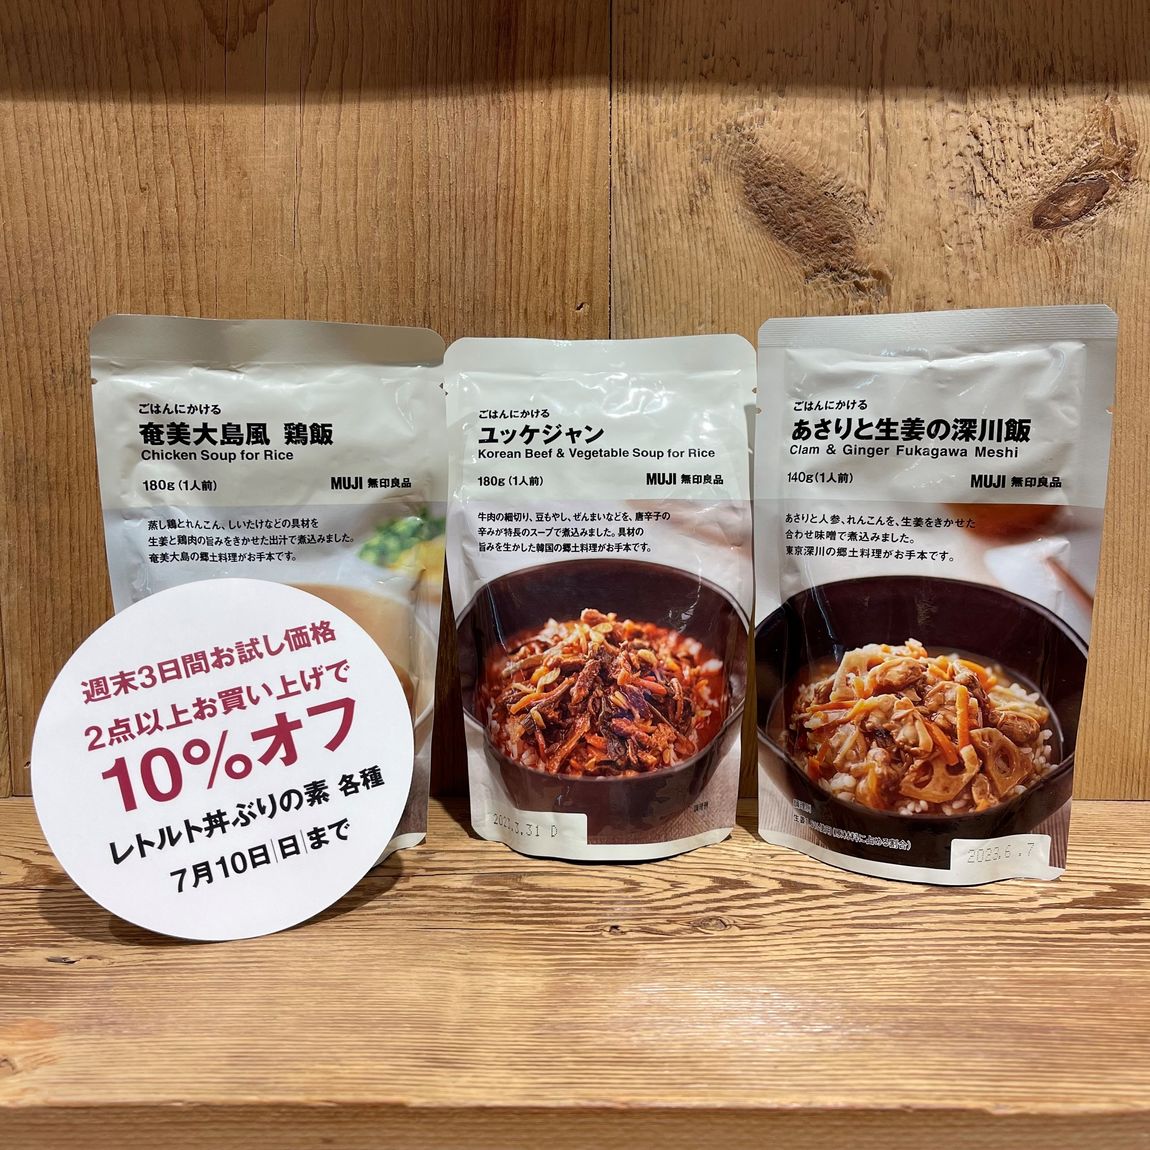 ごはんにかける
奄美大島風 鶏飯
Chicken Soup for Rice
180g(1人前)
MUJI 無印良品
蒸し鶏とれんこん、しいたけなどの具材を
生姜と鶏肉の旨みをきかせた出汁で煮込みました。
奄美大島の郷土料理がお手本です。
週末3日間お試し価格
2点以上お買い上げで
10%オフ
レトルト丼ぶりの素 各種
7月10日|日|まで
ごはんにかける
ユッケジャン
Korean Beef & Vegetable Soup for Rice
180g(1人前)
MUJI 無印良品
牛肉の細切り、豆もやし、ぜんまいなどを、唐辛子の
辛みが特長のスープで煮込みました。具材の
旨みを生かした韓国の郷土料理がお手本です。
調理例
3.31 D
ごはんにかける
あさりと生姜の深川飯
Clam & Ginger Fukagawa Meshi
140g(1人前)
MUJI 無印良品
あさりと人参、れんこんを、生姜をきかせた
合わせ味噌で煮込みました。
東京深川の郷土料理がお手本です。
調理例
2023.6.7